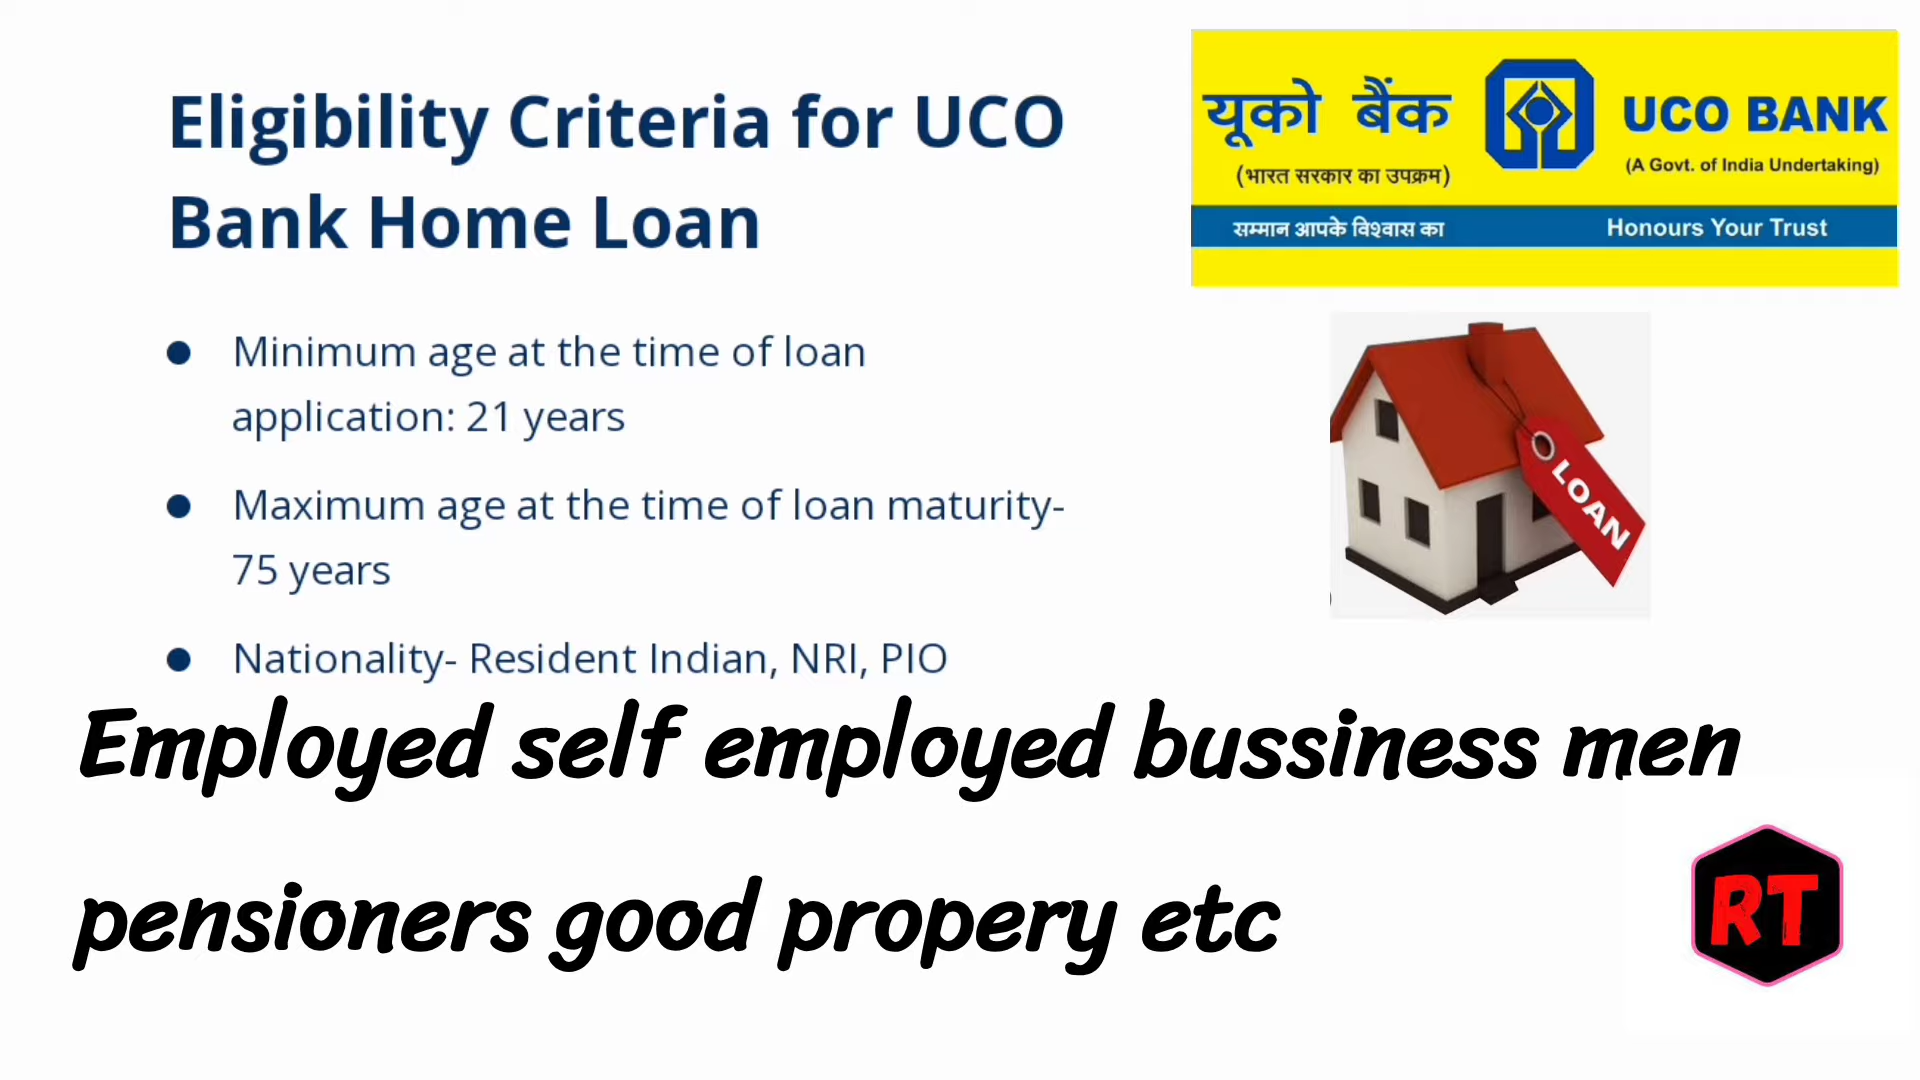 Eligibility Criteria for UCO
Bank Home Loan
● Minimum age at the time of loan
application: 21 years
● Maximum age at the time of loan maturity-
75 years
● Nationality- Resident Indian, NRI, PIO
Employed self employed bussiness men
pensioners good propery etc
यूको बैंक UCO BANK
(भारत सरकार का उपक्रम) (A Govt. of India Undertaking)
सम्मान आपके विश्वास का Honours Your Trust
LOAN
RT